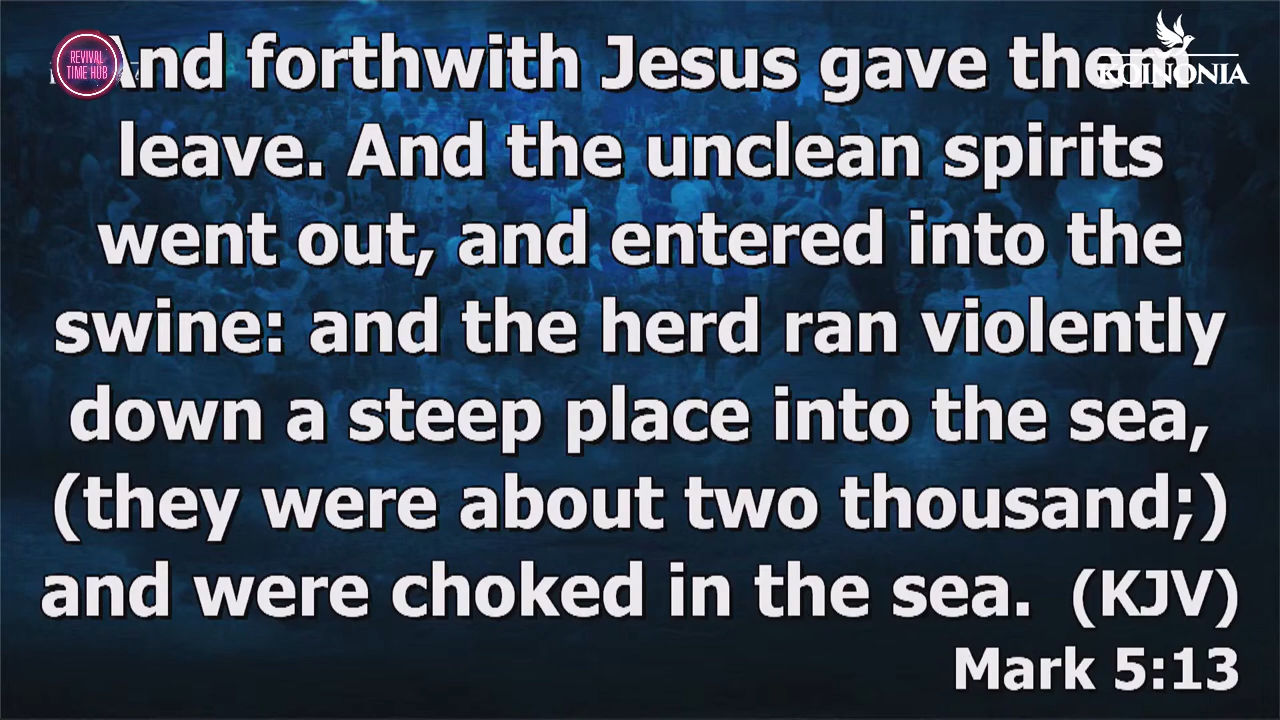 REVIVAL
TIME HUB
KOINONIA
And forthwith Jesus gave them
leave. And the unclean spirits
went out, and entered into the
swine: and the herd ran violently
down a steep place into the sea,
(they were about two thousand;)
and were choked in the sea. (KJV)
Mark 5:13